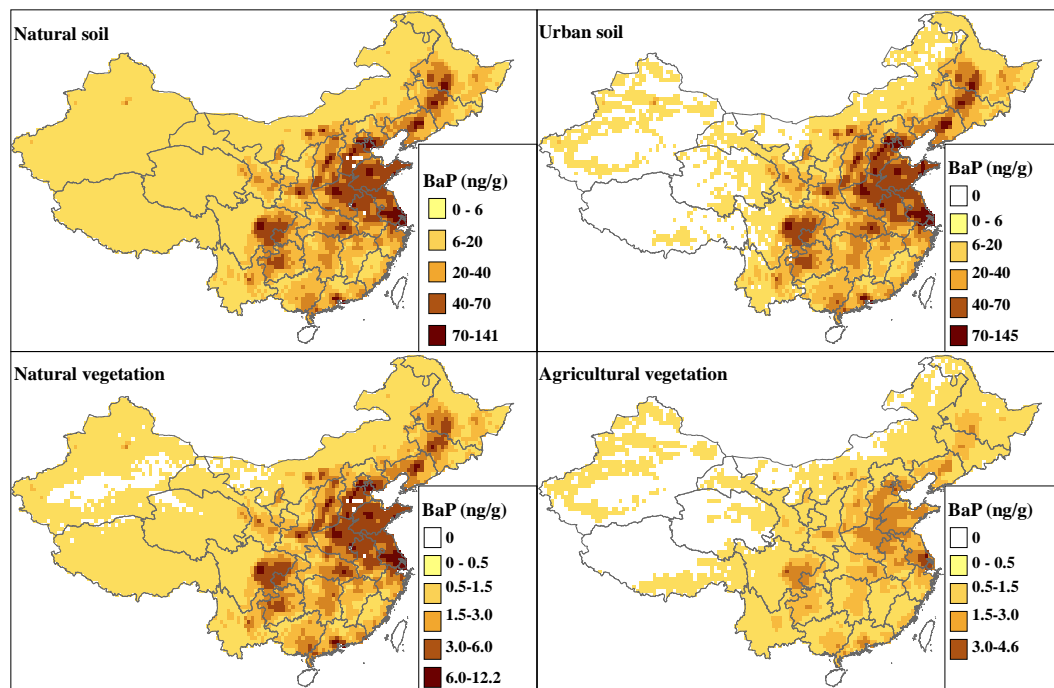 Natural soil
BaP (ng/g)
0 - 6
6-20
20-40
40-70
70-141
Urban soil
BaP (ng/g)
0
0 - 6
6-20
20-40
40-70
70-145
Natural vegetation
BaP (ng/g)
0
0 - 0.5
0.5-1.5
1.5-3.0
3.0-6.0
6.0-12.2
Agricultural vegetation
BaP (ng/g)
0
0 - 0.5
0.5-1.5
1.5-3.0
3.0-4.6